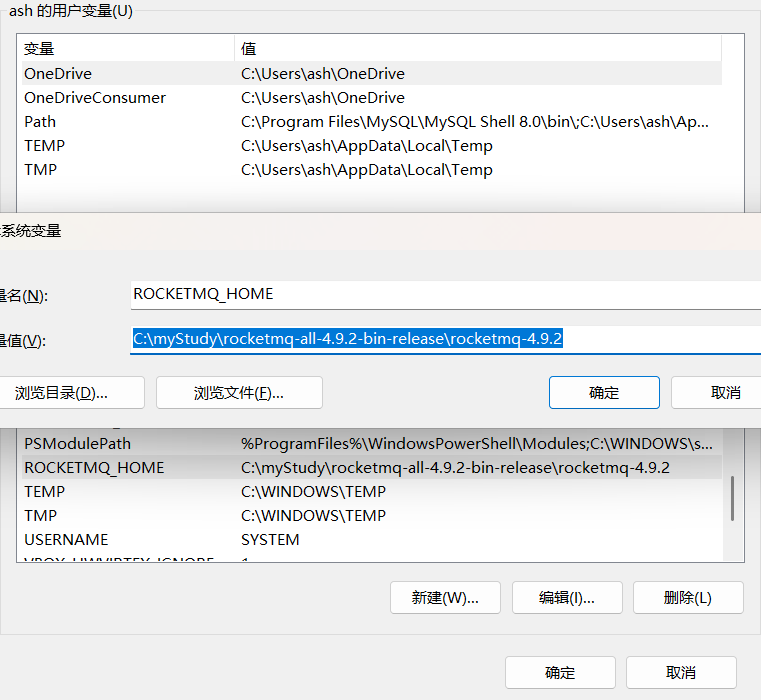 ash 的用户变量(U)
变量 值
OneDrive C:\Users\ash\OneDrive
OneDriveConsumer C:\Users\ash\OneDrive
Path C:\Program Files\MySQL\MySQL Shell 8.0\bin\;C:\Users\ash\Ap...
TEMP C:\Users\ash\AppData\Local\Temp
TMP C:\Users\ash\AppData\Local\Temp
系统变量
量名(N): ROCKETMQ_HOME
量值(V): C:\myStudy\rocketmq-all-4.9.2-bin-release\rocketmq-4.9.2
浏览目录(D)... 浏览文件(F)... 确定 取消
PSModulePath %ProgramFiles%\WindowsPowerShell\Modules;C:\WINDOWS\s...
ROCKETMQ_HOME C:\myStudy\rocketmq-all-4.9.2-bin-release\rocketmq-4.9.2
TEMP C:\WINDOWS\TEMP
TMP C:\WINDOWS\TEMP
USERNAME SYSTEM
新建(W)... 编辑(I)... 删除(L)
确定 取消